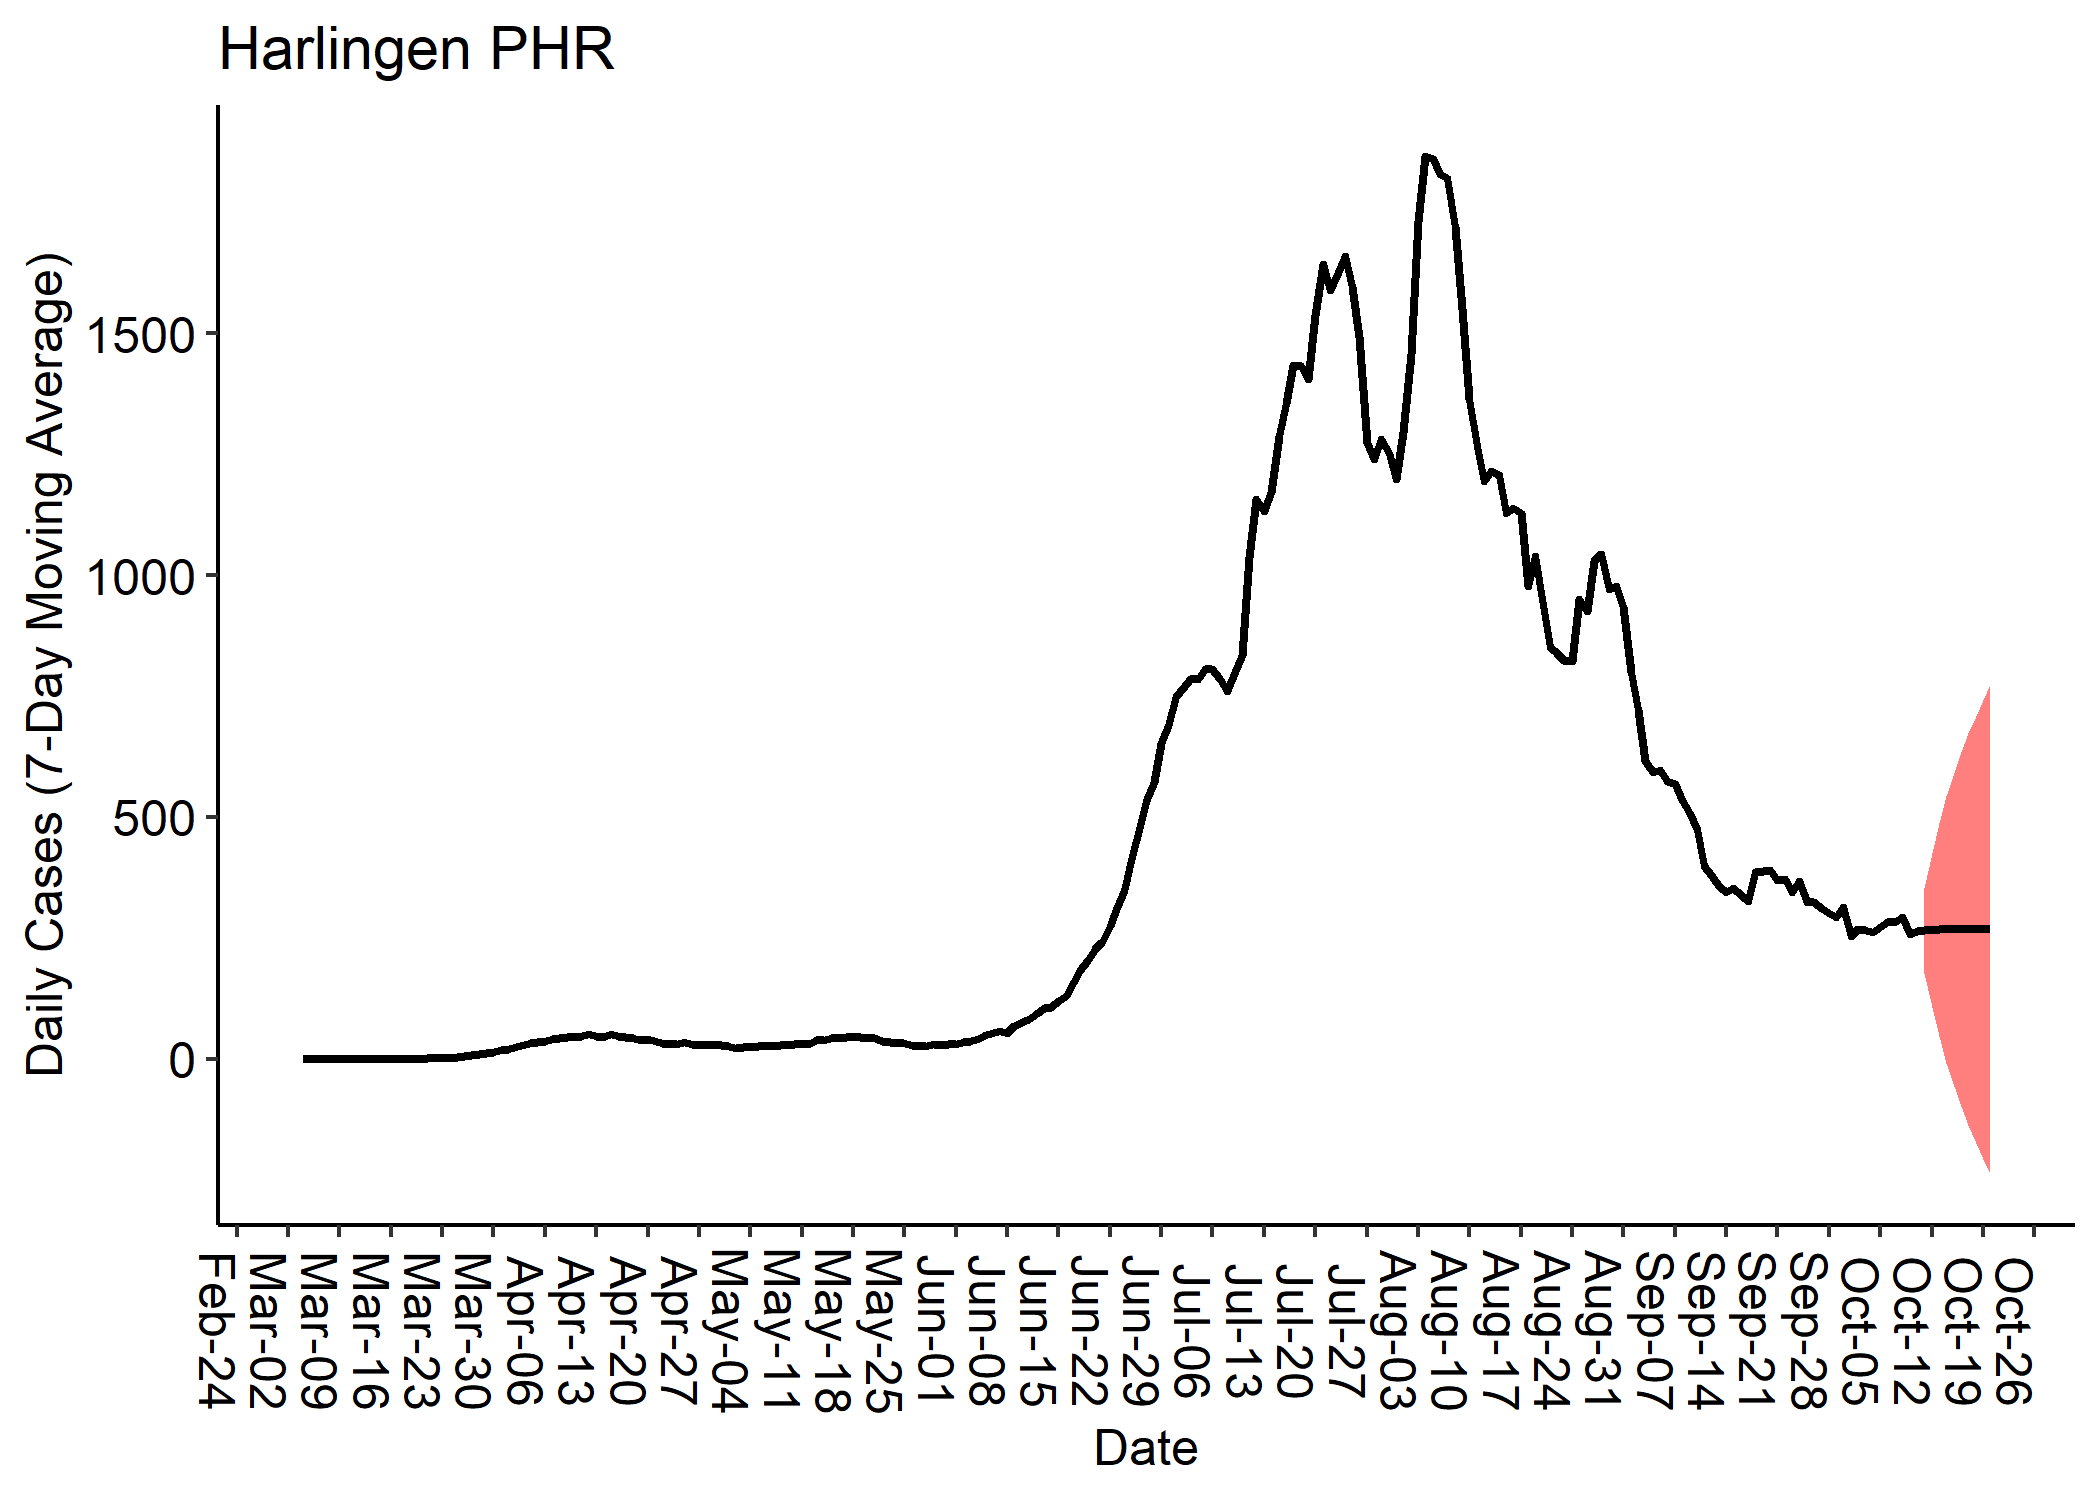 Harlingen PHR
Daily Cases (7-Day Moving Average)
1500
1000
500
0
Feb-24
Mar-02
Mar-09
Mar-16
Mar-23
Mar-30
Apr-06
Apr-13
Apr-20
Apr-27
May-04
May-11
May-18
May-25
Jun-01
Jun-08
Jun-15
Jun-22
Jun-29
Jul-06
Jul-13
Jul-20
Jul-27
Aug-03
Aug-10
Aug-17
Aug-24
Aug-31
Sep-07
Sep-14
Sep-21
Sep-28
Oct-05
Oct-12
Oct-19
Oct-26
Date